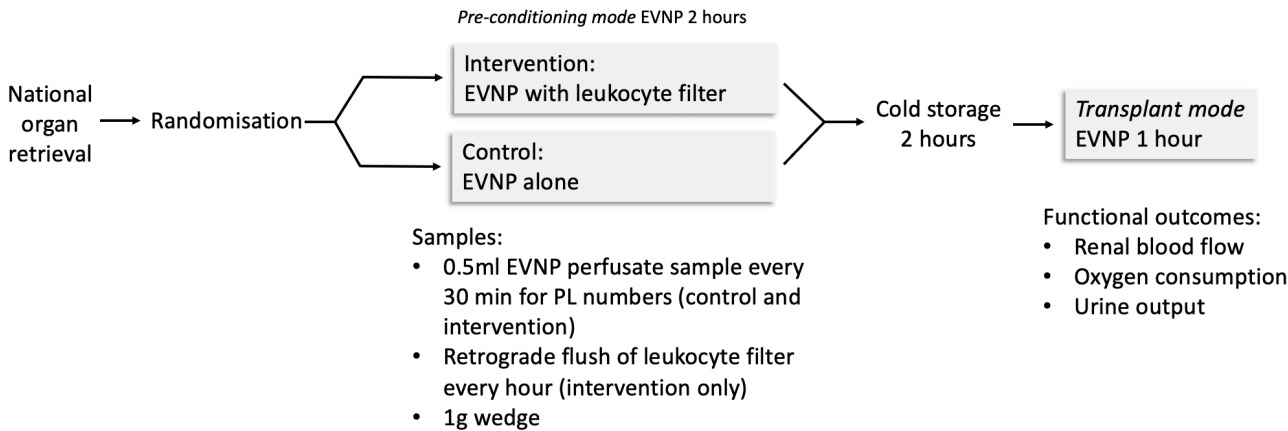 Pre-conditioning mode EVNP 2 hours
National
organ
retrieval
Randomisation
Intervention:
EVNP with leukocyte filter
Control:
EVNP alone
Cold storage
2 hours
Transplant mode
EVNP 1 hour
Samples:
• 0.5ml EVNP perfusate sample every
30 min for PL numbers (control and
intervention)
• Retrograde flush of leukocyte filter
every hour (intervention only)
• 1g wedge
Functional outcomes:
• Renal blood flow
• Oxygen consumption
• Urine output